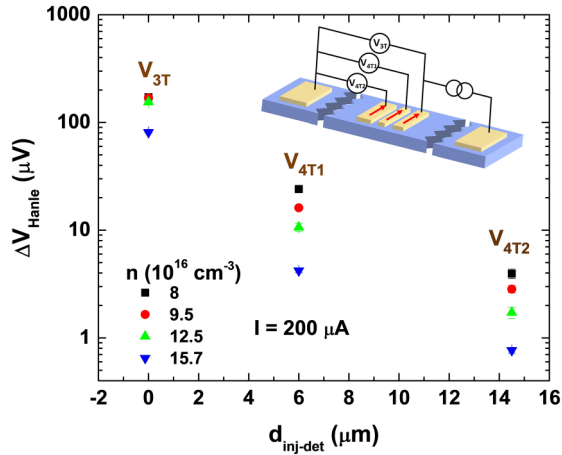 1000
100
10
1
ΔV_Hanle (μV)
V_3T
V_4T1
V_4T2
V_3T
V_4T1
V_4T2
n (10^16 cm^-3)
8
9.5
12.5
15.7
I = 200 μA
-2 0 2 4 6 8 10 12 14 16
d_inj-det (μm)